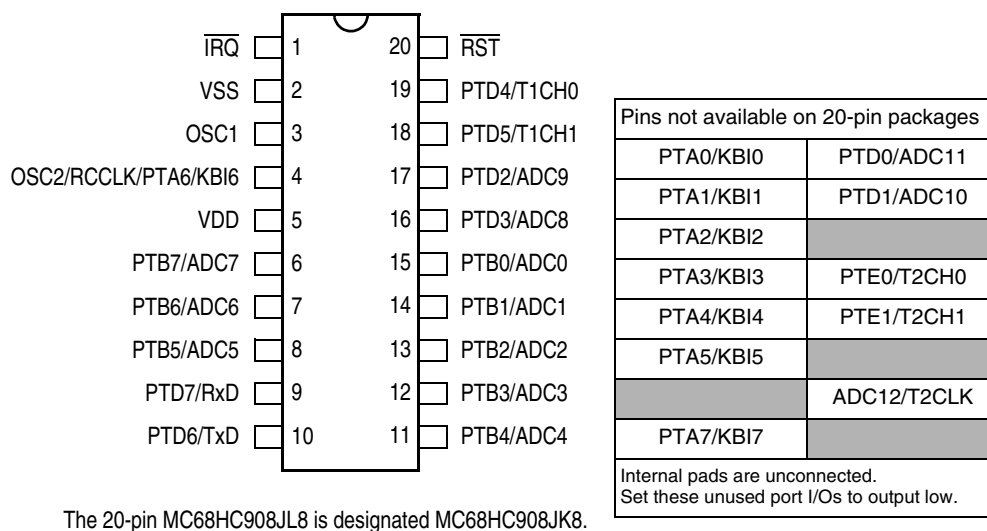 IRQ 1 20 RST
VSS 2 19 PTD4/T1CH0
OSC1 3 18 PTD5/T1CH1
OSC2/RCCLK/PTA6/KBI6 4 17 PTD2/ADC9
VDD 5 16 PTD3/ADC8
PTB7/ADC7 6 15 PTB0/ADC0
PTB6/ADC6 7 14 PTB1/ADC1
PTB5/ADC5 8 13 PTB2/ADC2
PTD7/RxD 9 12 PTB3/ADC3
PTD6/TxD 10 11 PTB4/ADC4
Pins not available on 20-pin packages
PTA0/KBI0 PTD0/ADC11
PTA1/KBI1 PTD1/ADC10
PTA2/KBI2
PTA3/KBI3 PTE0/T2CH0
PTA4/KBI4 PTE1/T2CH1
PTA5/KBI5
ADC12/T2CLK
PTA7/KBI7
Internal pads are unconnected.
Set these unused port I/Os to output low.
The 20-pin MC68HC908JL8 is designated MC68HC908JK8.